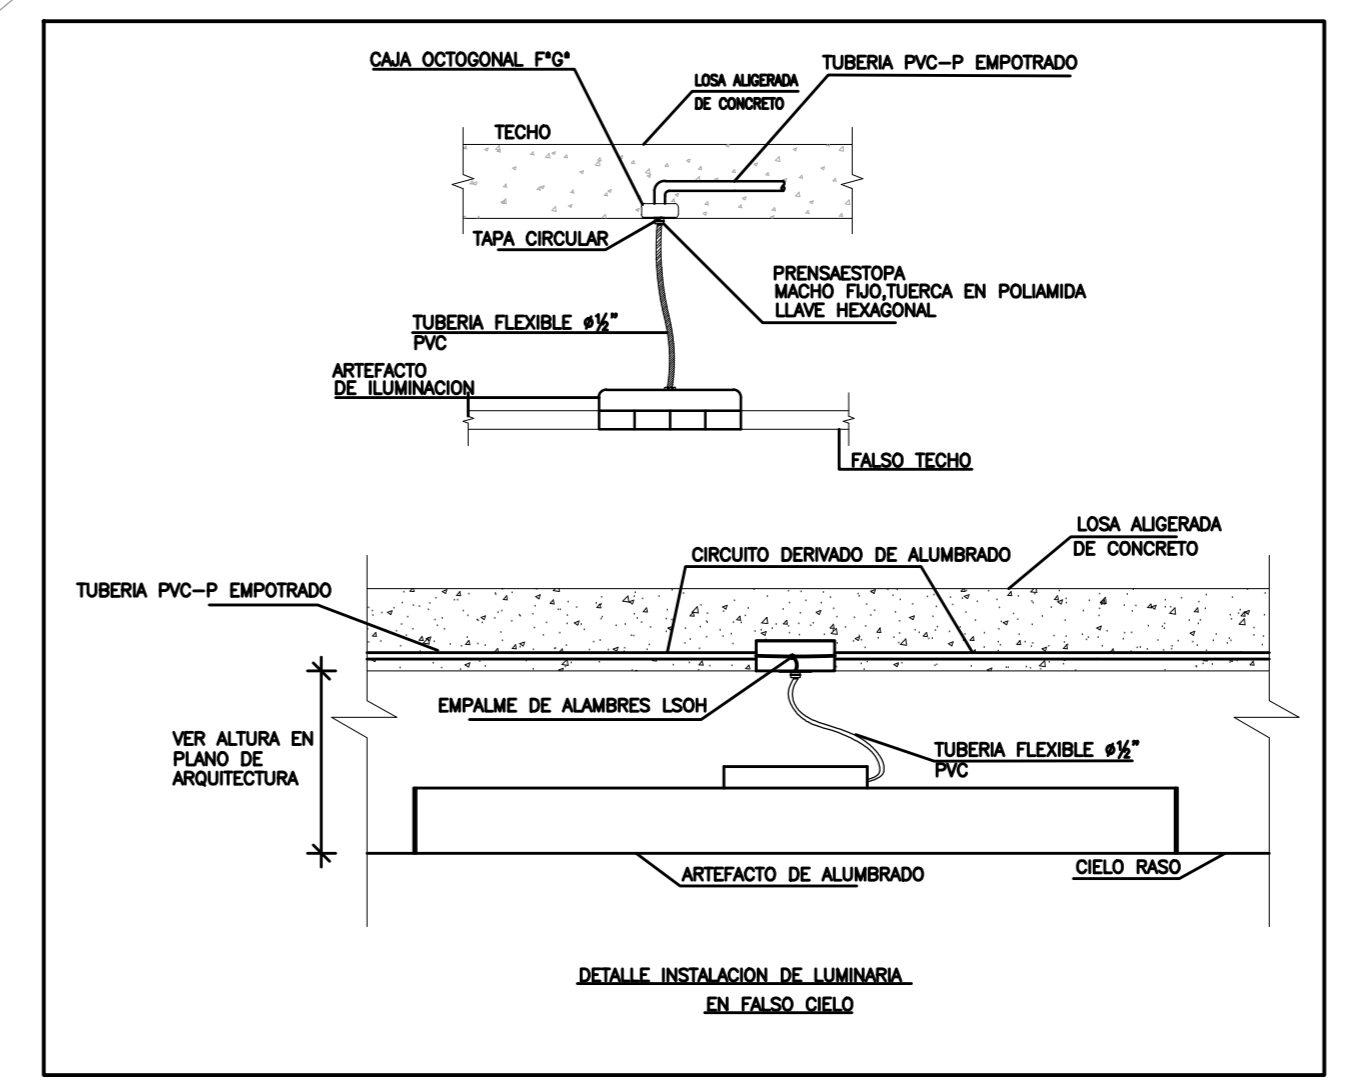 CAJA OCTOGONAL F°G°
TUBERIA PVC-P EMPOTRADO
LOSA ALIGERADA
DE CONCRETO
TECHO
TAPA CIRCULAR
PRENSAESTOPA
MACHO FIJO,TUERCA EN POLIAMIDA
LLAVE HEXAGONAL
TUBERIA FLEXIBLE ø½"
PVC
ARTEFACTO
DE ILUMINACION
FALSO TECHO
LOSA ALIGERADA
DE CONCRETO
CIRCUITO DERIVADO DE ALUMBRADO
TUBERIA PVC-P EMPOTRADO
EMPALME DE ALAMBRES LSOH
VER ALTURA EN
PLANO DE
ARQUITECTURA
TUBERIA FLEXIBLE ø½"
PVC
ARTEFACTO DE ALUMBRADO
CIELO RASO
DETALLE INSTALACION DE LUMINARIA
EN FALSO CIELO